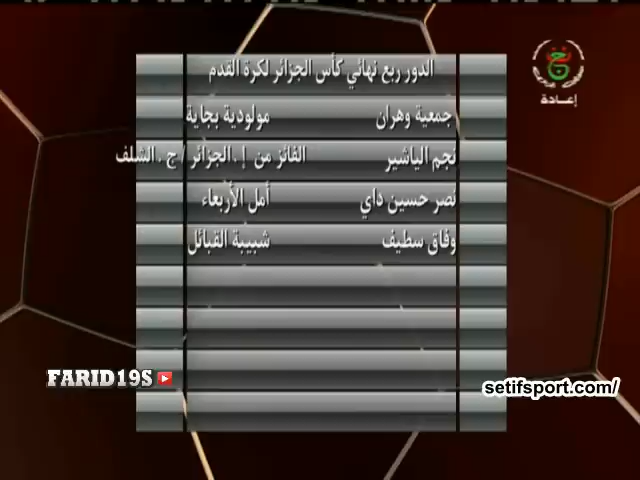 الدور ربع نهائي كأس الجزائر لكرة القدم
جمعية وهران مولودية بجاية
نجم الياشير الفائز من إ.الجزائر / ج.الشلف
نصر حسين داي أمل الأربعاء
وفاق سطيف شبيبة القبائل
إعادة
FARID19S
setifsport.com/